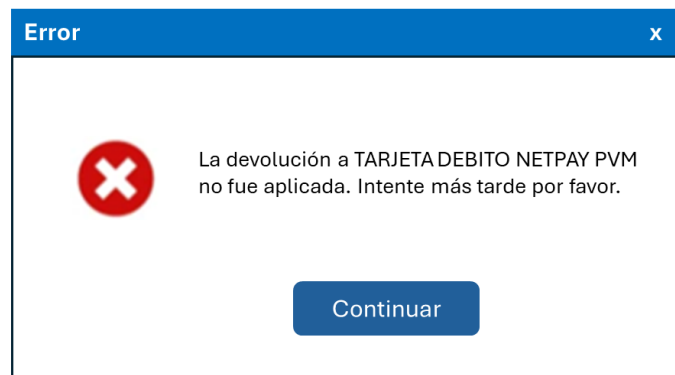 Error x
La devolución a TARJETA DEBITO NETPAY PVM
no fue aplicada. Intente más tarde por favor.
Continuar